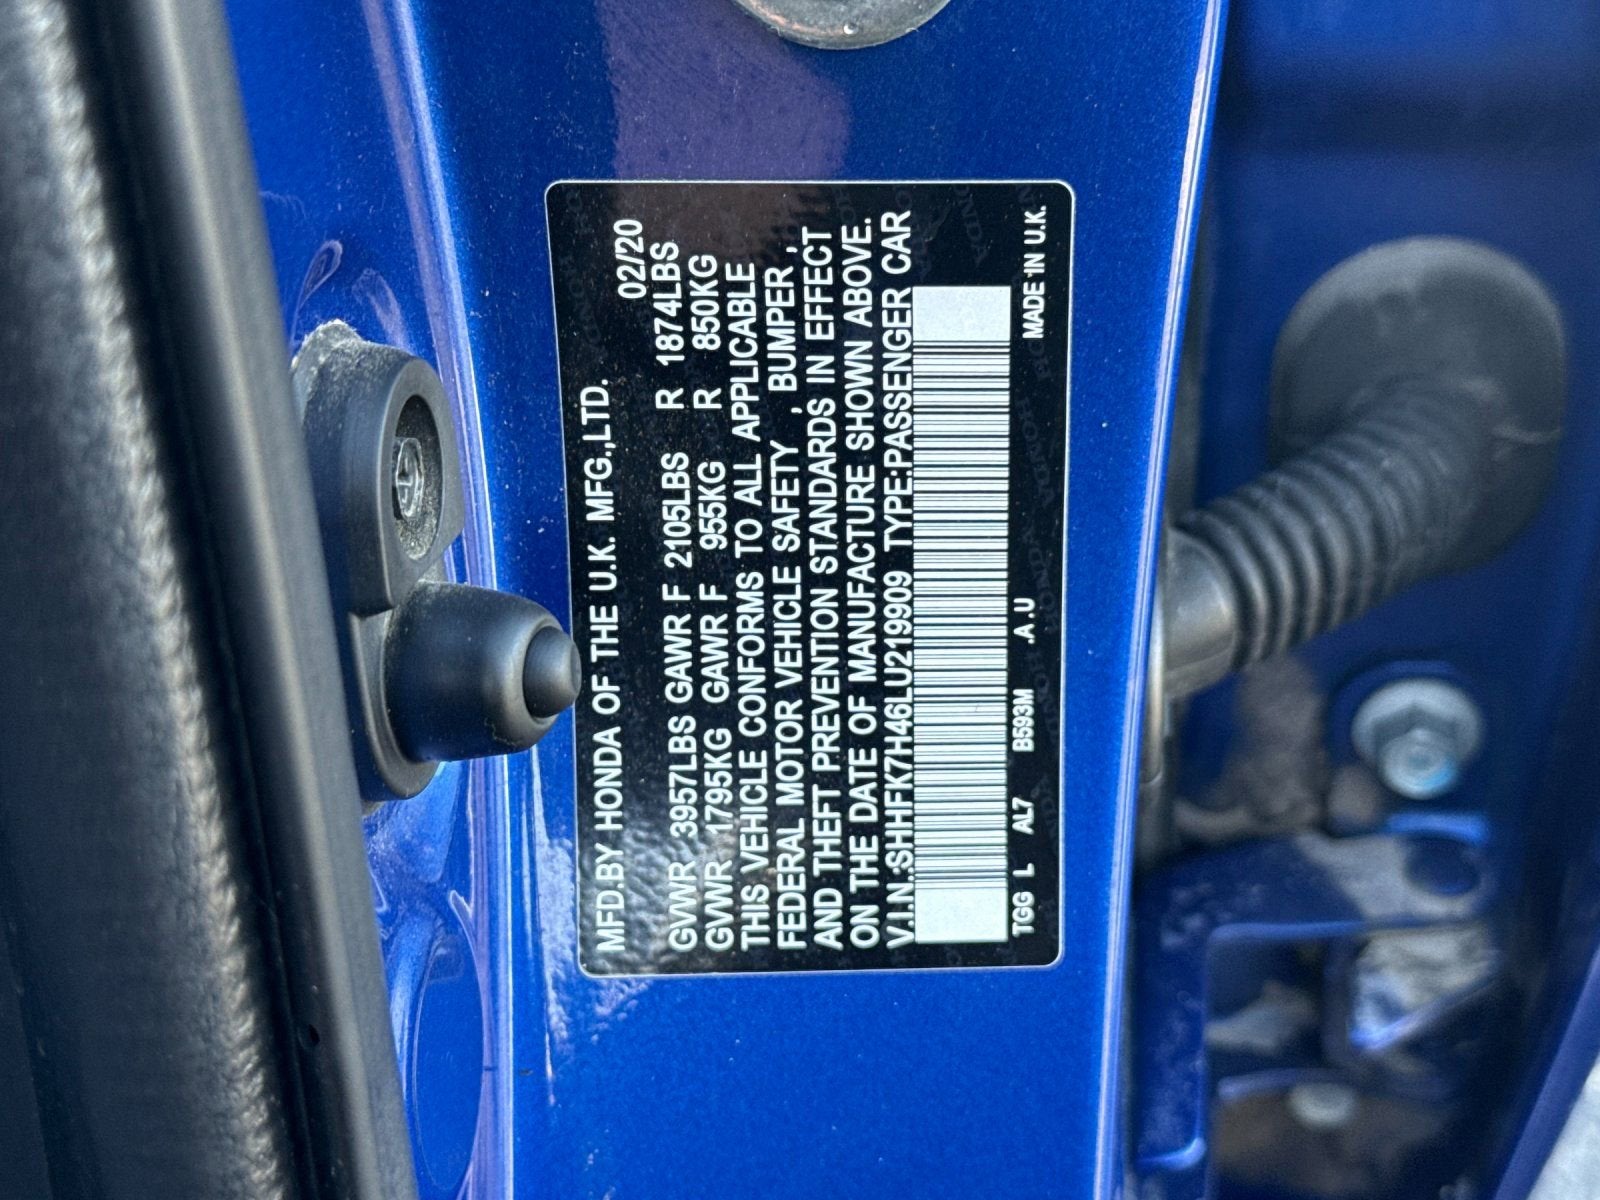 MFD.BY HONDA OF THE U.K. MFG.,LTD. 02/20
GVWR 3957LBS GAWR F 2105LBS R 1874LBS
GVWR 1795KG GAWR F 955KG R 850KG
THIS VEHICLE CONFORMS TO ALL APPLICABLE
FEDERAL MOTOR VEHICLE SAFETY , BUMPER ,
AND THEFT PREVENTION STANDARDS IN EFFECT
ON THE DATE OF MANUFACTURE SHOWN ABOVE.
V.I.N.:SHHFK7H46LU219909 TYPE:PASSENGER CAR
TGG L AL7 B593M .A.U MADE IN U.K.